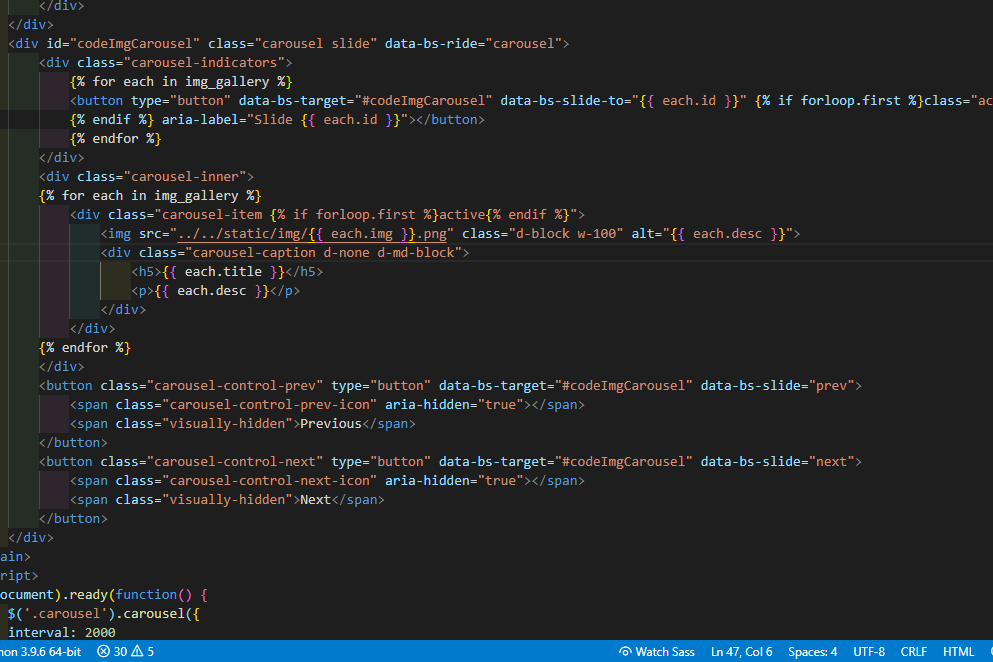 </div>
</div>
<div id="codeImgCarousel" class="carousel slide" data-bs-ride="carousel">
<div class="carousel-indicators">
{% for each in img_gallery %}
<button type="button" data-bs-target="#codeImgCarousel" data-bs-slide-to="{{ each.id }}" {% if forloop.first %}class="ac
{% endif %} aria-label="Slide {{ each.id }}"></button>
{% endfor %}
</div>
<div class="carousel-inner">
{% for each in img_gallery %}
<div class="carousel-item {% if forloop.first %}active{% endif %}">
<img src="../../static/img/{{ each.img }}.png" class="d-block w-100" alt="{{ each.desc }}">
<div class="carousel-caption d-none d-md-block">
<h5>{{ each.title }}</h5>
<p>{{ each.desc }}</p>
</div>
</div>
{% endfor %}
</div>
<button class="carousel-control-prev" type="button" data-bs-target="#codeImgCarousel" data-bs-slide="prev">
<span class="carousel-control-prev-icon" aria-hidden="true"></span>
<span class="visually-hidden">Previous</span>
</button>
<button class="carousel-control-next" type="button" data-bs-target="#codeImgCarousel" data-bs-slide="next">
<span class="carousel-control-next-icon" aria-hidden="true"></span>
<span class="visually-hidden">Next</span>
</button>
</div>
ain>
ript>
ocument).ready(function() {
$('.carousel').carousel({
interval: 2000
hon 3.9.6 64-bit 30 5 Watch Sass Ln 47, Col 6 Spaces: 4 UTF-8 CRLF HTML